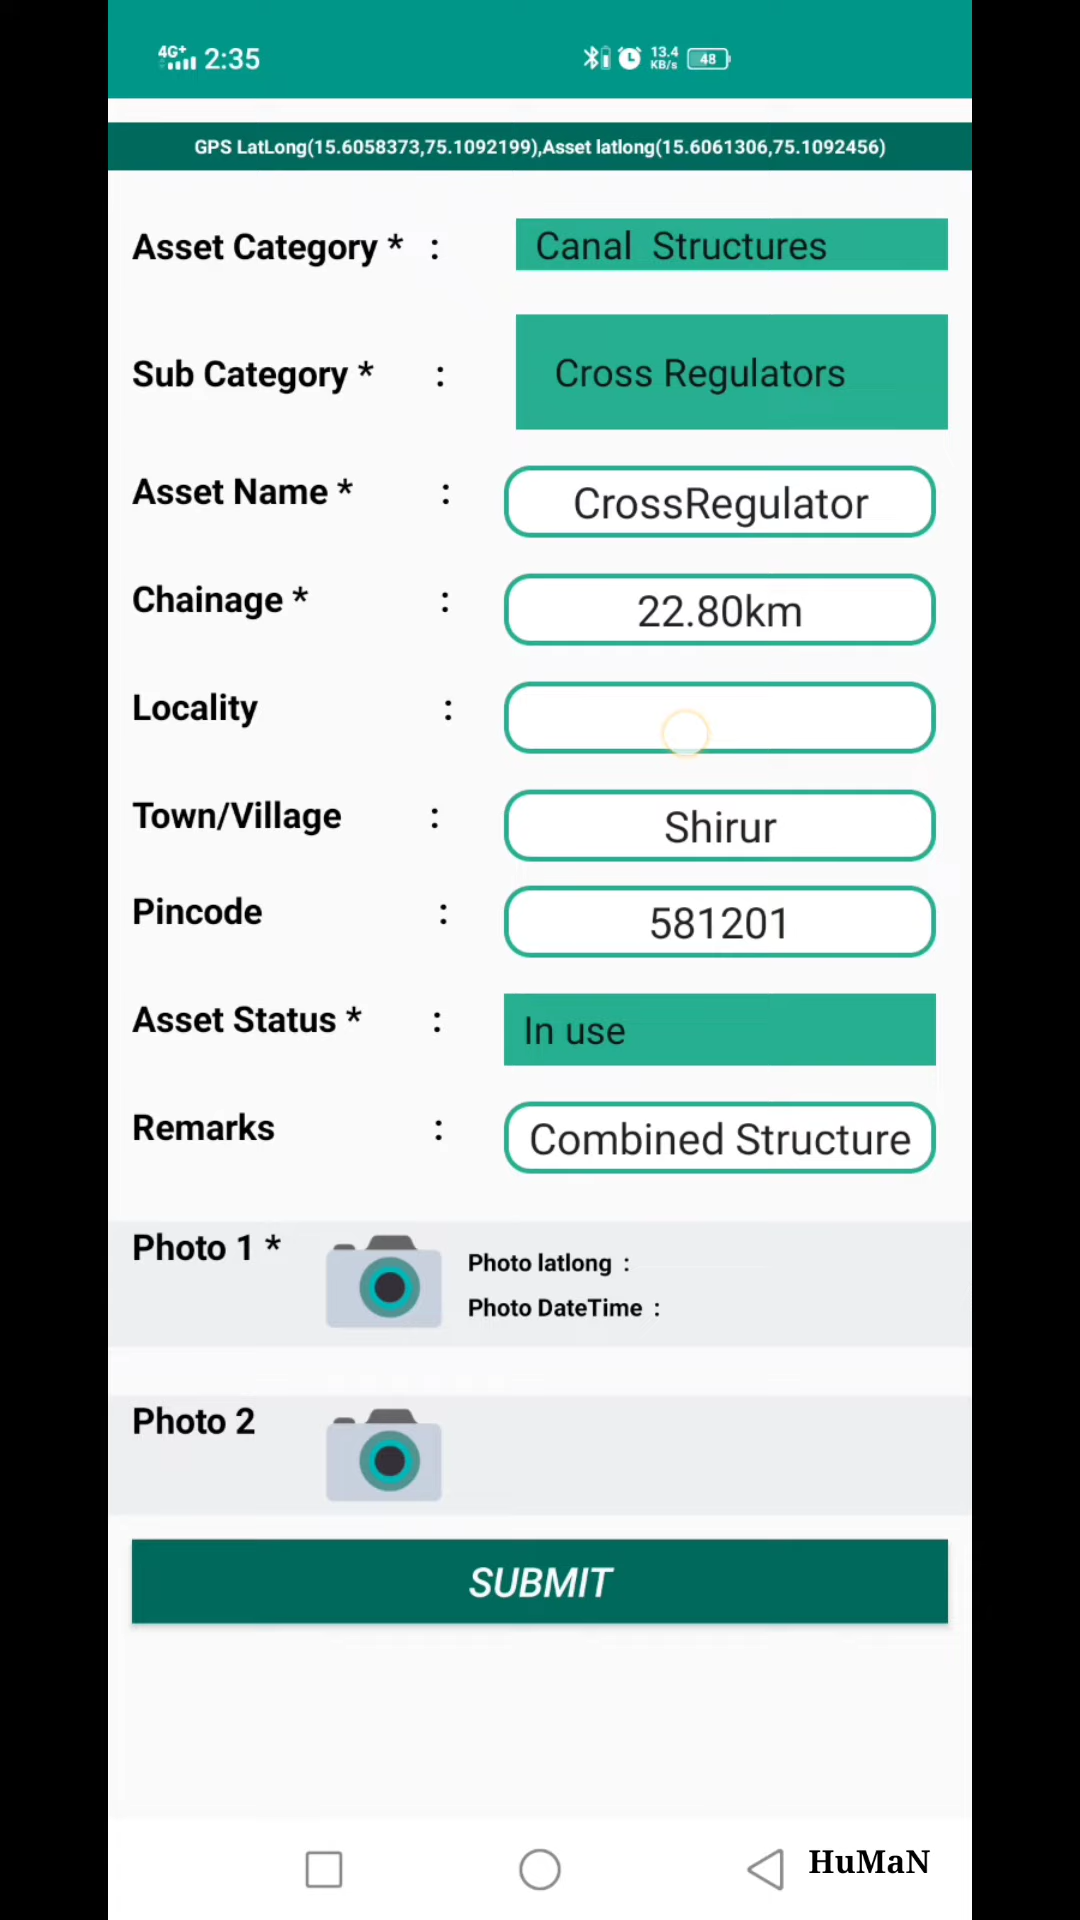 4G+ 2:35 13.4 KB/s 48
GPS LatLong(15.6058373,75.1092199),Asset latlong(15.6061306,75.1092456)
Asset Category * : Canal Structures
Sub Category * : Cross Regulators
Asset Name * : CrossRegulator
Chainage * : 22.80km
Locality :
Town/Village : Shirur
Pincode : 581201
Asset Status * : In use
Remarks : Combined Structure
Photo 1 * Photo latlong :
Photo DateTime :
Photo 2
SUBMIT
HuMaN